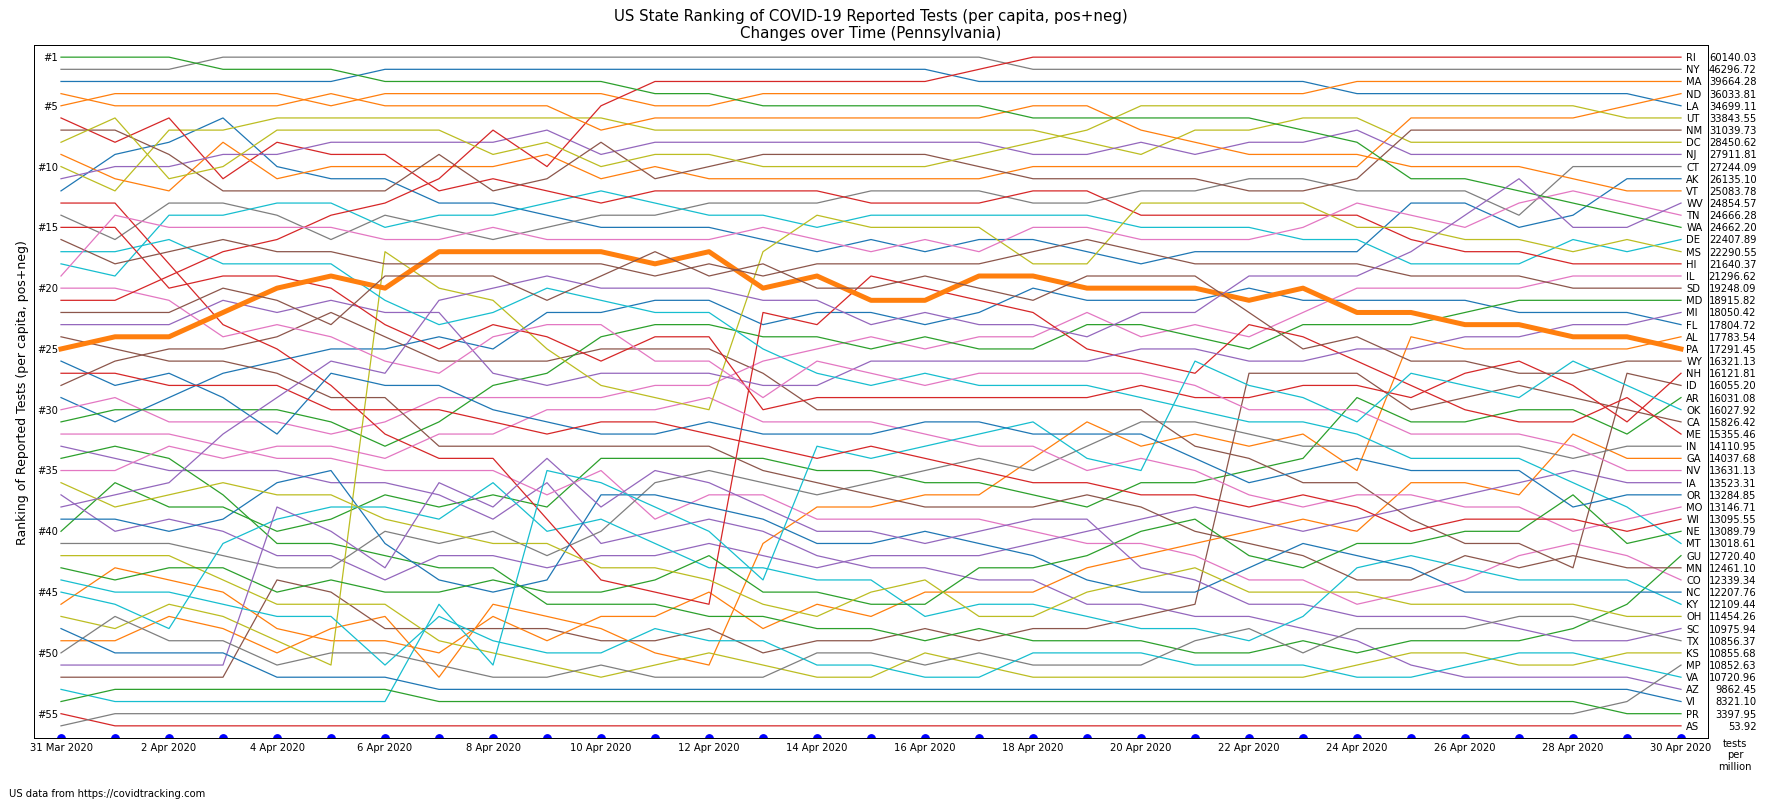 US State Ranking of COVID-19 Reported Tests (per capita, pos+neg)
Changes over Time (Pennsylvania)
Ranking of Reported Tests (per capita, pos+neg)
#1
#5
#10
#15
#20
#25
#30
#35
#40
#45
#50
#55
RI 60140.03
NY 46296.72
MA 39664.28
ND 36033.81
LA 34699.11
UT 33843.55
NM 31039.73
DC 28450.62
NJ 27911.81
CT 27244.09
AK 26135.10
VT 25083.78
WV 24854.57
TN 24666.28
WA 24662.20
DE 22407.89
MS 22290.55
HI 21640.37
IL 21296.62
SD 19248.09
MD 18915.82
MI 18050.42
FL 17804.72
AL 17783.54
PA 17291.45
WY 16321.13
NH 16121.81
ID 16055.20
AR 16031.08
OK 16027.92
CA 15826.42
ME 15355.46
IN 14110.95
GA 14037.68
NV 13631.13
IA 13523.31
OR 13284.85
MO 13146.71
WI 13095.55
NE 13089.79
MT 13018.61
GU 12720.40
MN 12461.10
CO 12339.34
NC 12207.76
KY 12109.44
OH 11454.26
SC 10975.94
TX 10856.37
KS 10855.68
MP 10852.63
VA 10720.96
AZ 9862.45
VI 8321.10
PR 3397.95
AS 53.92
31 Mar 2020 2 Apr 2020 4 Apr 2020 6 Apr 2020 8 Apr 2020 10 Apr 2020 12 Apr 2020 14 Apr 2020 16 Apr 2020 18 Apr 2020 20 Apr 2020 22 Apr 2020 24 Apr 2020 26 Apr 2020 28 Apr 2020 30 Apr 2020
tests
per
million
US data from https://covidtracking.com